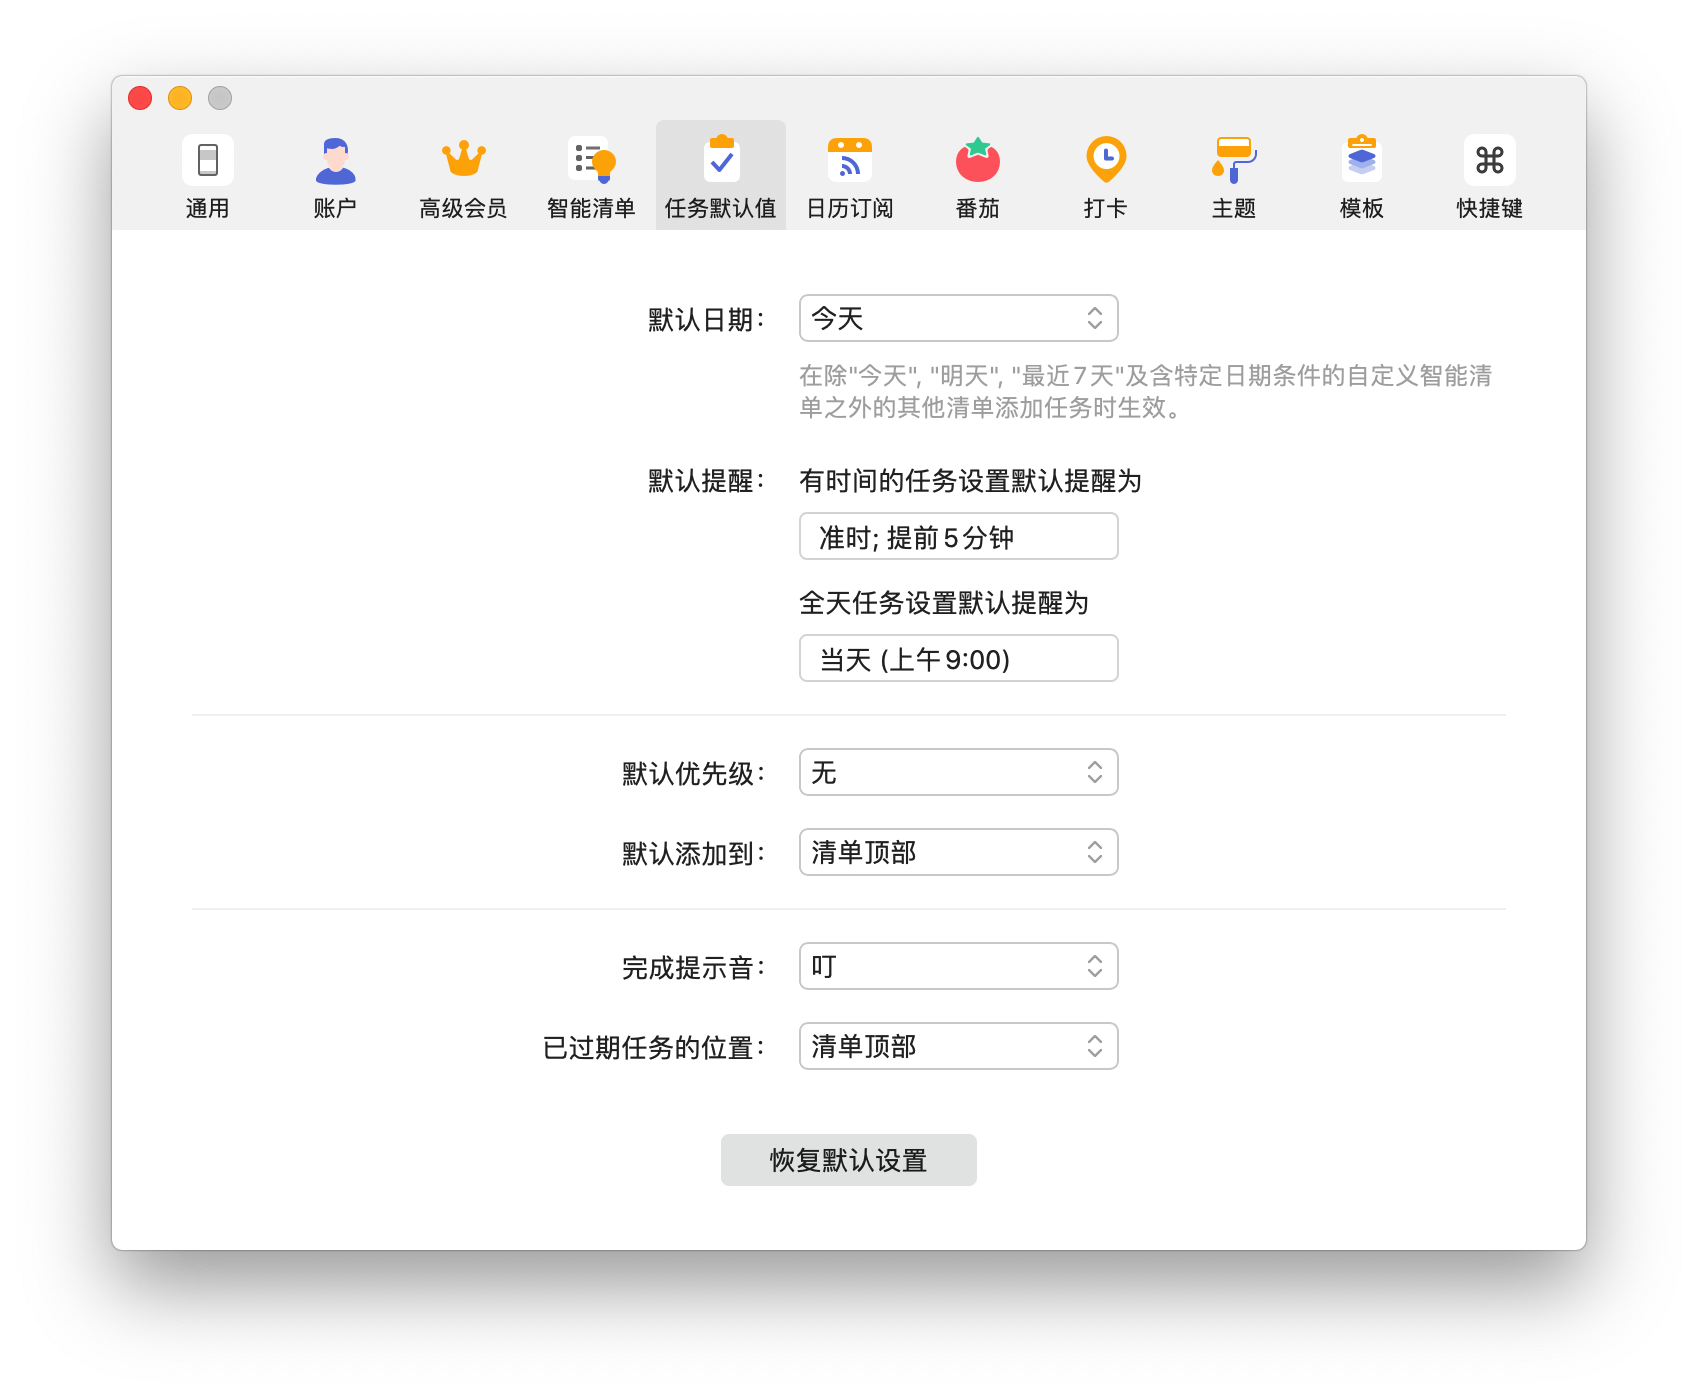 通用
账户
高级会员
智能清单
任务默认值
日历订阅
番茄
打卡
主题
模板
快捷键
默认日期：
今天
在除"今天", "明天", "最近7天"及含特定日期条件的自定义智能清
单之外的其他清单添加任务时生效。
默认提醒：
有时间的任务设置默认提醒为
准时; 提前5分钟
全天任务设置默认提醒为
当天 (上午9:00)
默认优先级：
无
默认添加到：
清单顶部
完成提示音：
叮
已过期任务的位置：
清单顶部
恢复默认设置